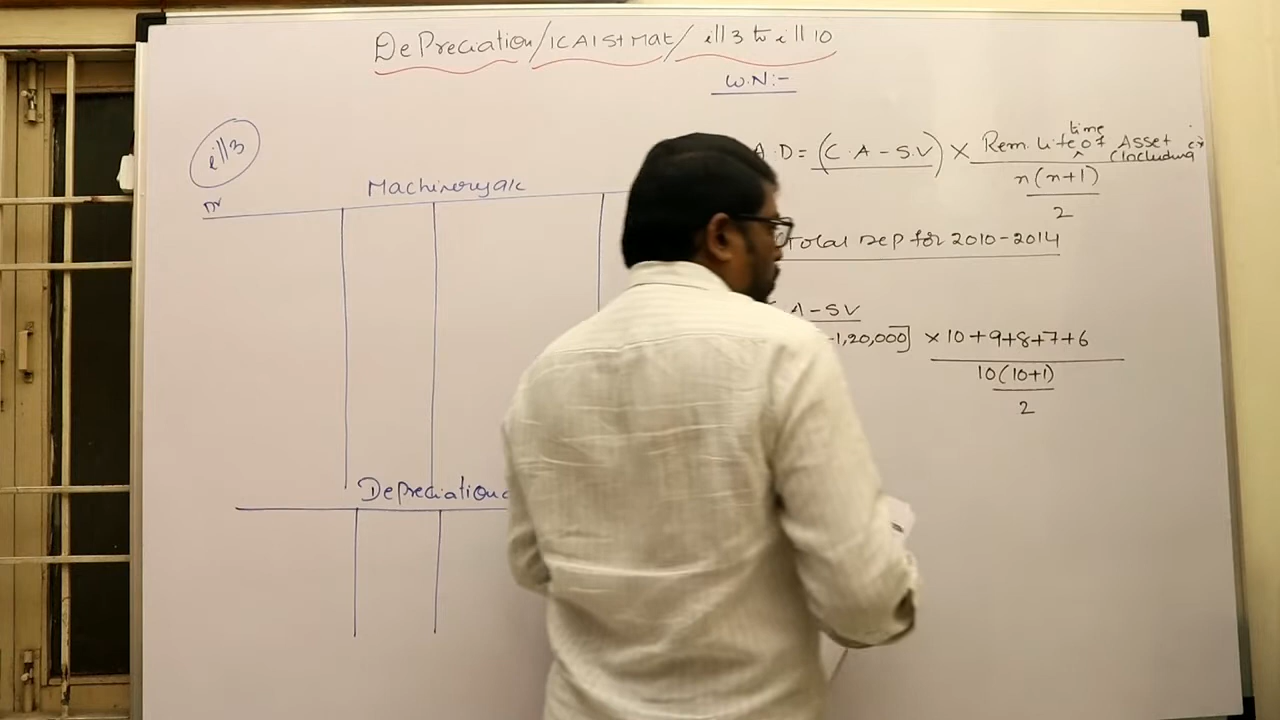 Depreciation/ICAI St Mat/ ill 3 to ill 10
W.N:-
ill 3
Machinery a/c
Dr
A.D = (C.A - S.V) × Rem. Life time of Asset (Including
n(n+1)
2
Total Dep for 2010-2014
A - SV
-1,20,000] × 10+9+8+7+6
10(10+1)
2
Depreciation